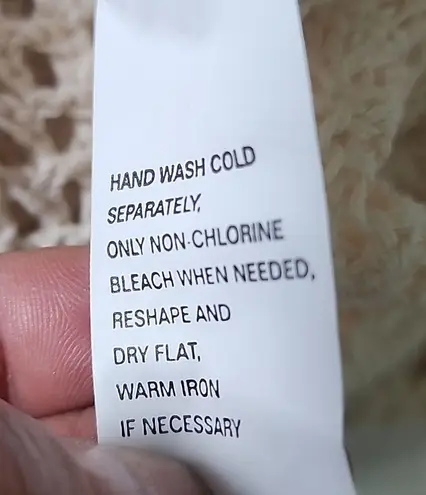 HAND WASH COLD
SEPARATELY,
ONLY NON-CHLORINE
BLEACH WHEN NEEDED,
RESHAPE AND
DRY FLAT,
WARM IRON
IF NECESSARY